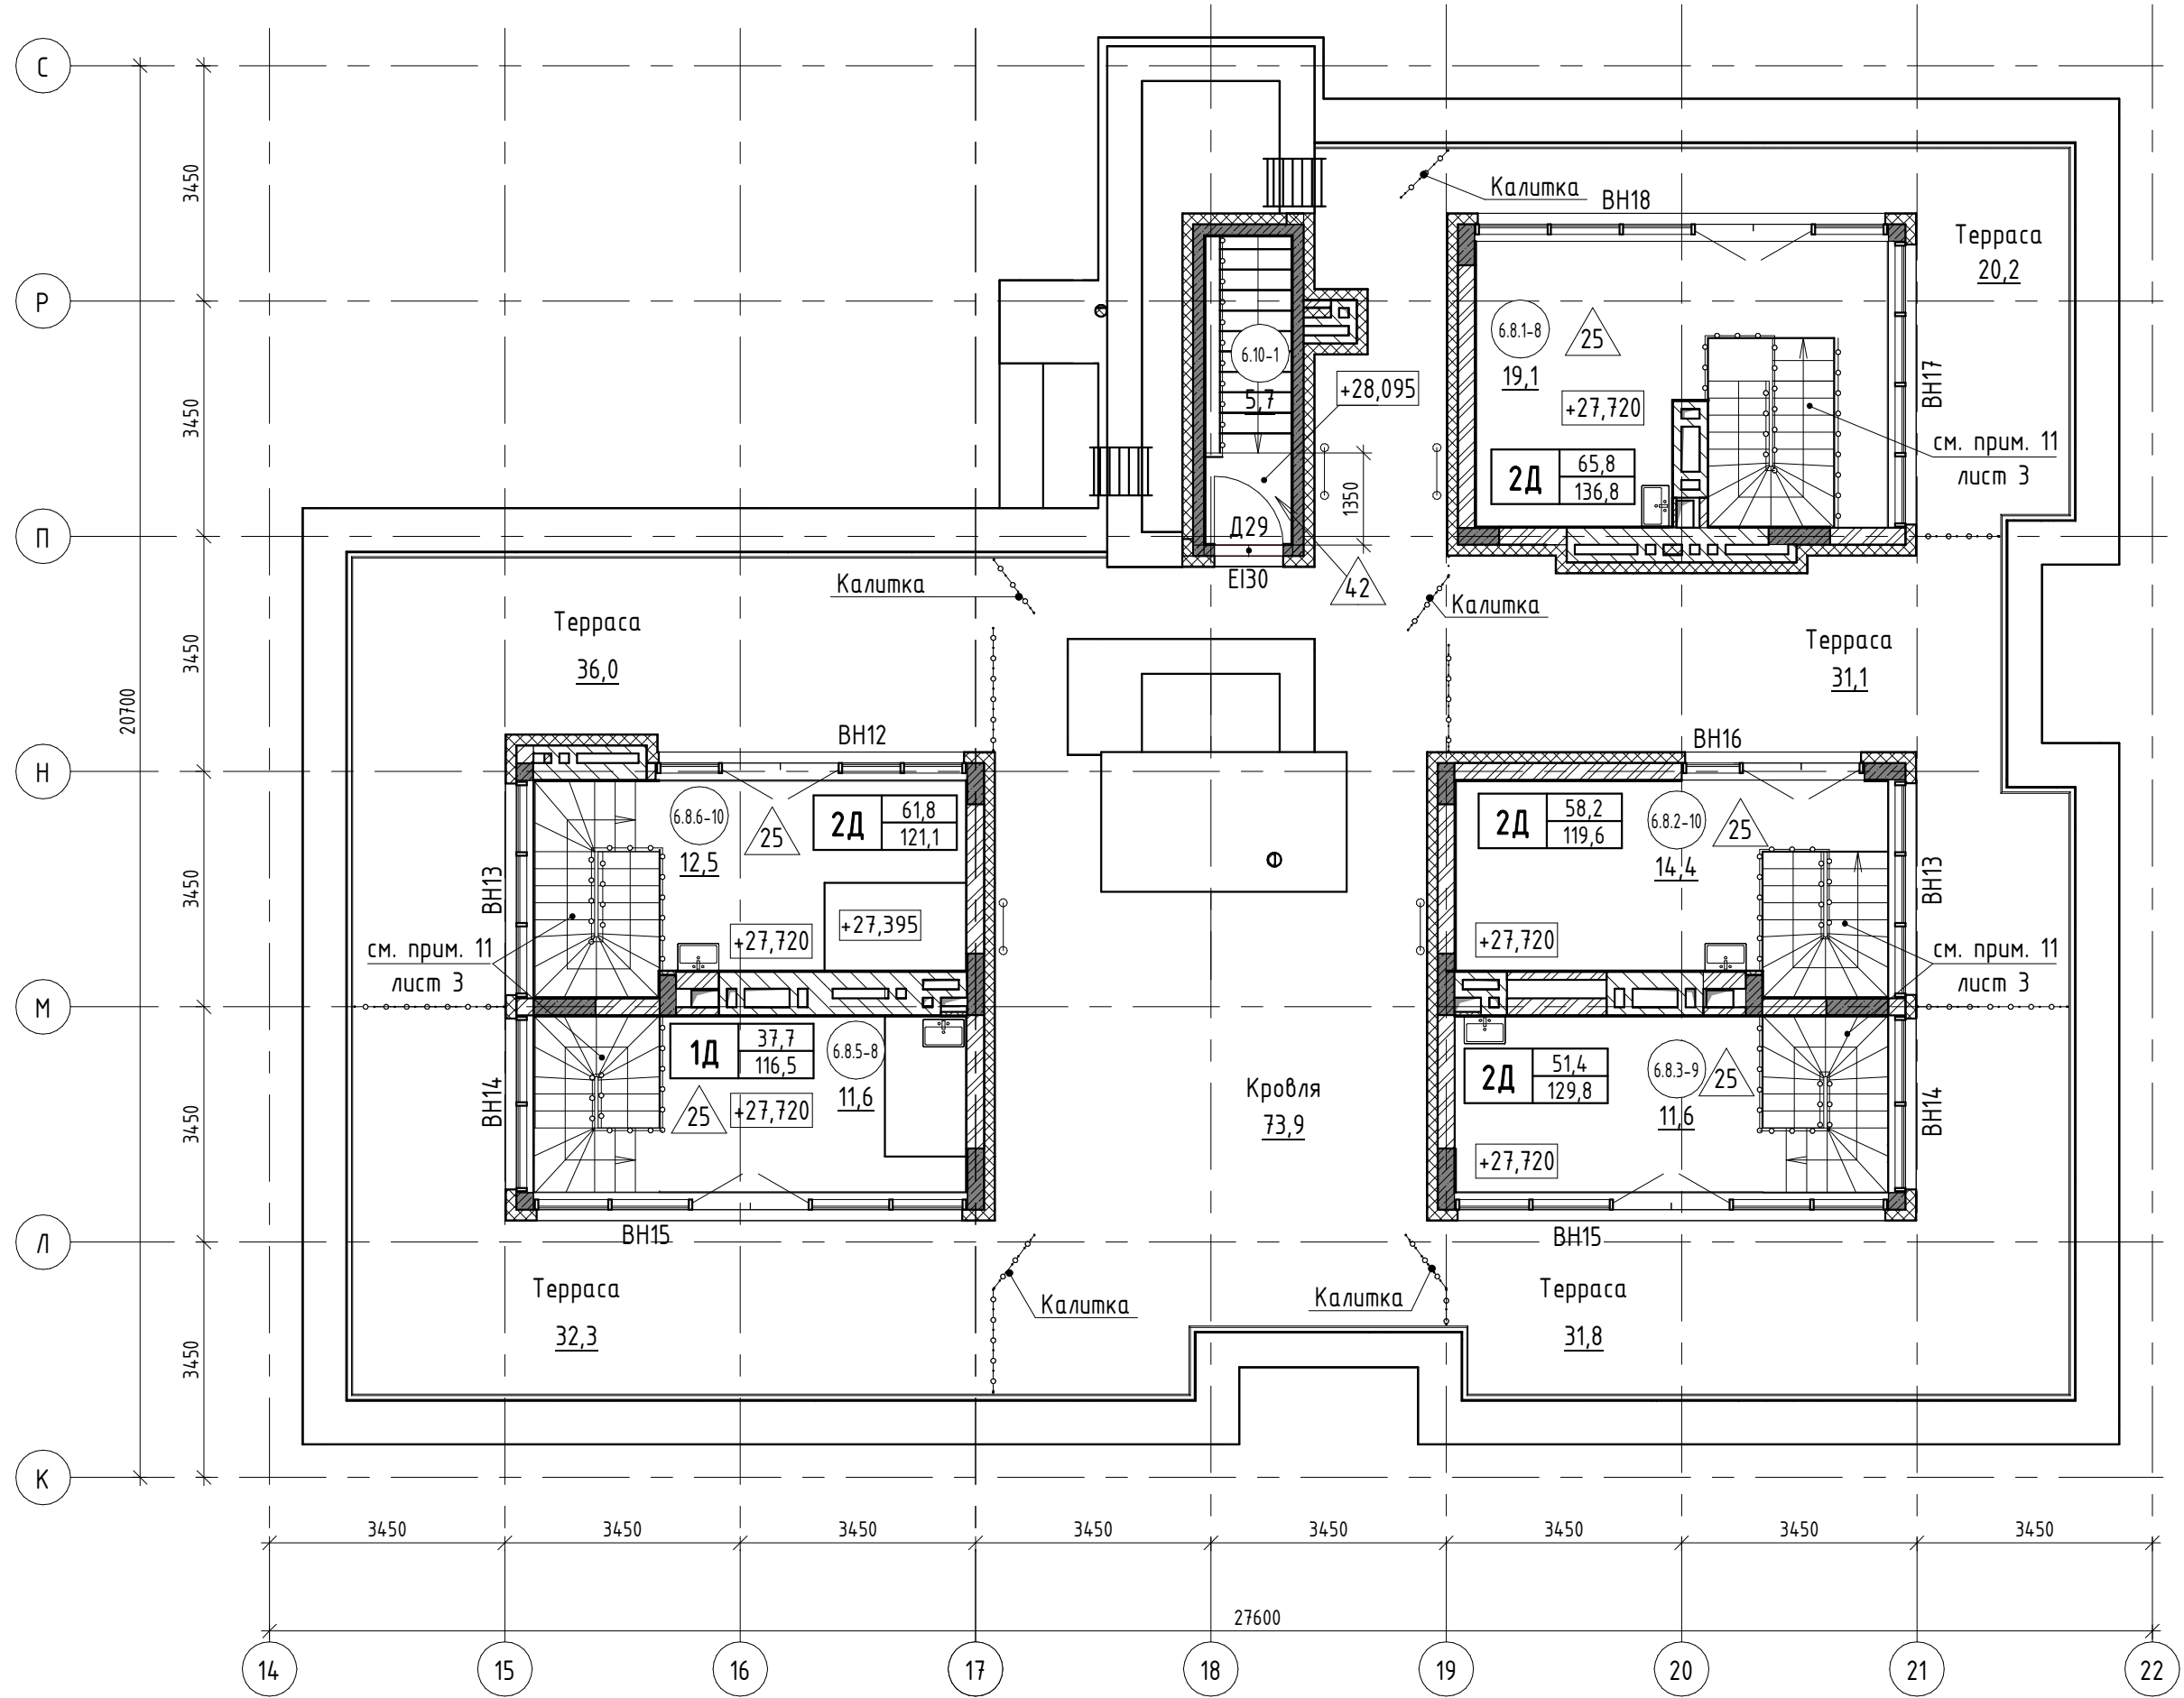 С
3450
Калитка
ВН18
Терраса
20,2
Р
6.8.1-8
25
19,1
6.10-1
5,7
+28,095
+27,720
ВН17
3450
см. прим. 11
лист 3
2Д
65,8
136,8
1350
П
Д29
EI30
42
Калитка
Калитка
Терраса
36,0
Терраса
31,1
3450
20700
ВН12
ВН16
Н
2Д
61,8
121,1
6.8.6-10
25
12,5
2Д
58,2
119,6
6.8.2-10
25
14,4
3450
ВН13
ВН13
+27,720
+27,395
+27,720
см. прим. 11
лист 3
см. прим. 11
лист 3
М
1Д
37,7
116,5
6.8.5-8
11,6
25
+27,720
ВН14
2Д
51,4
129,8
6.8.3-9
25
11,6
+27,720
ВН14
3450
Кровля
73,9
ВН15
ВН15
Л
Терраса
32,3
Калитка
Калитка
Терраса
31,8
3450
К
3450
3450
3450
3450
3450
3450
3450
3450
27600
14
15
16
17
18
19
20
21
22